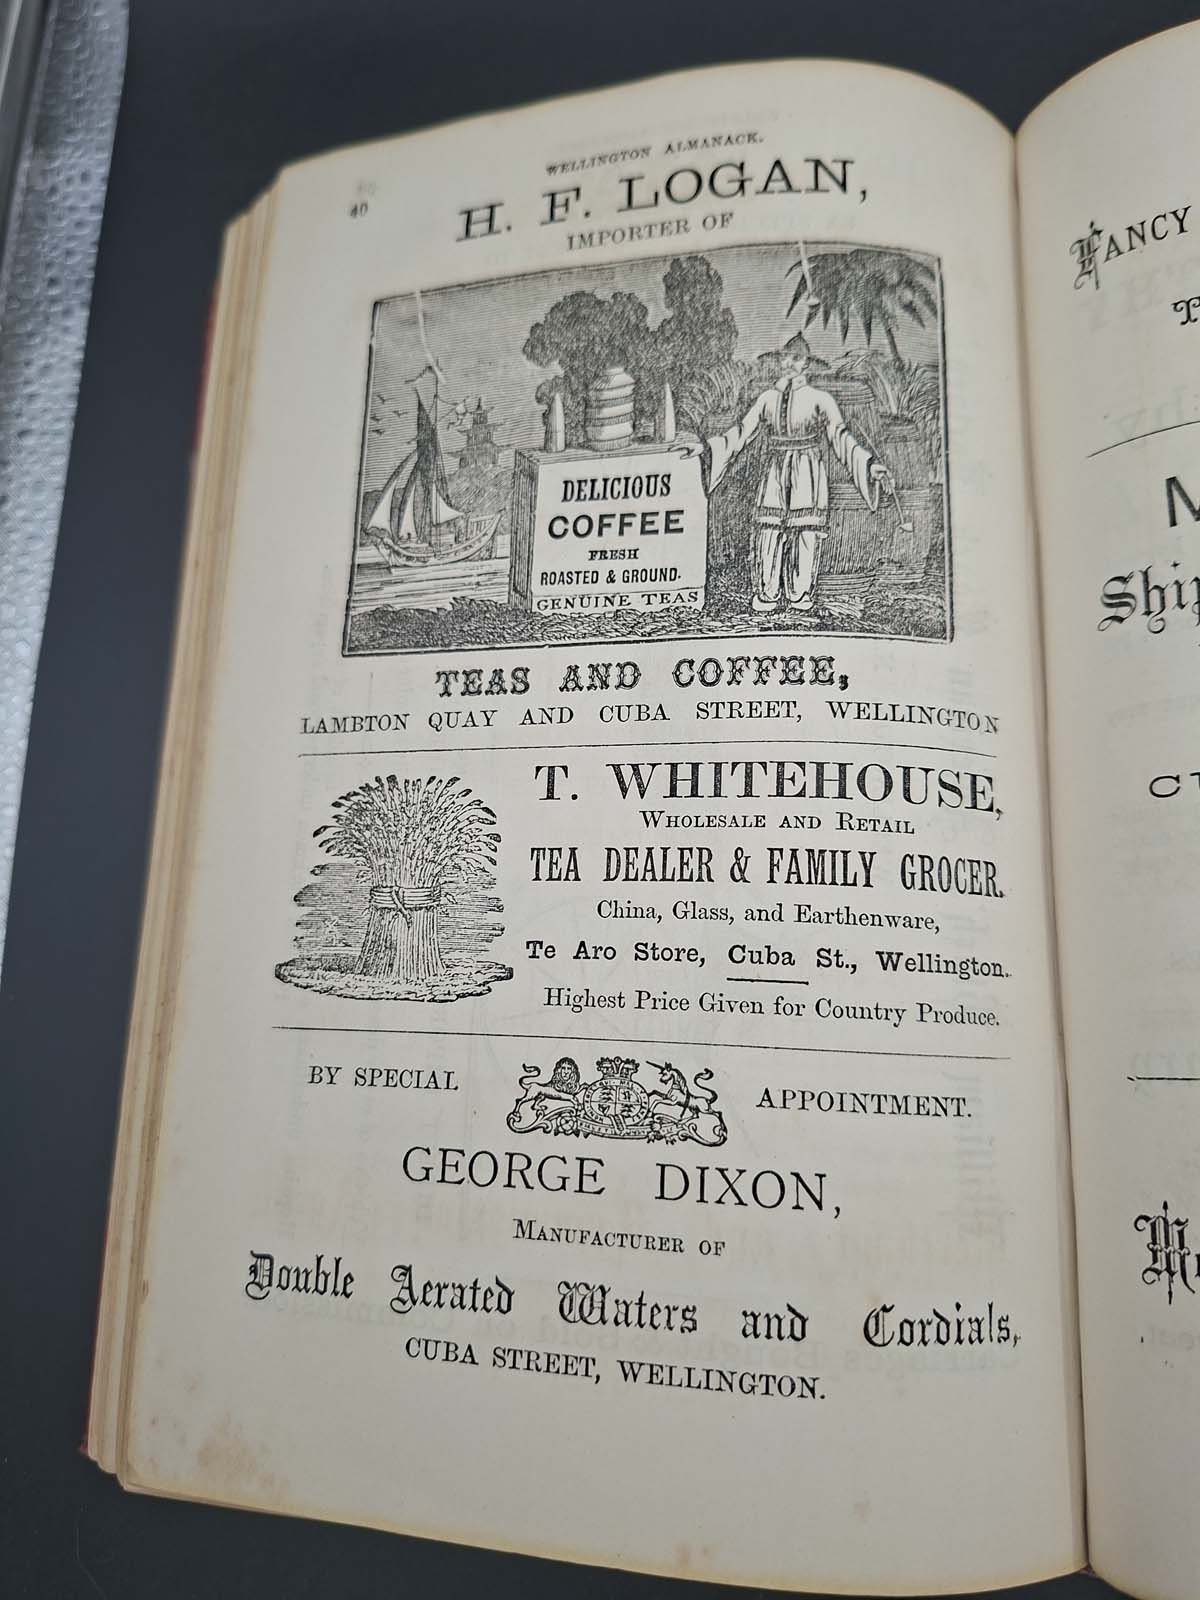 WELLINGTON ALMANACK.
40
H. F. LOGAN,
IMPORTER OF
DELICIOUS
COFFEE
FRESH
ROASTED & GROUND.
GENUINE TEAS
TEAS AND COFFEE,
LAMBTON QUAY AND CUBA STREET, WELLINGTON
T. WHITEHOUSE,
WHOLESALE AND RETAIL
TEA DEALER & FAMILY GROCER.
China, Glass, and Earthenware,
Te Aro Store, Cuba St., Wellington.
Highest Price Given for Country Produce.
BY SPECIAL APPOINTMENT.
GEORGE DIXON,
MANUFACTURER OF
Double Aerated Waters and Cordials,
CUBA STREET, WELLINGTON.
FANCY